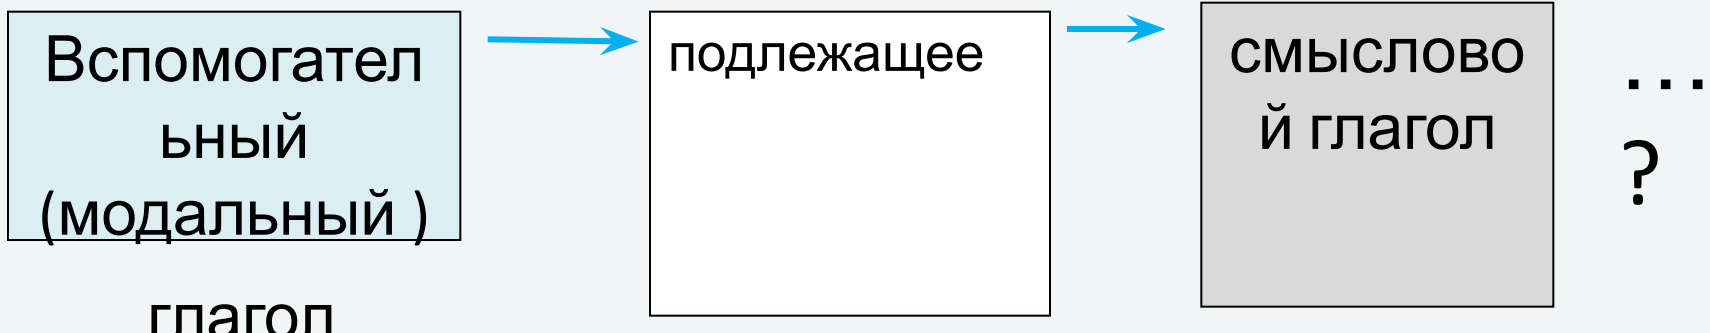 Вспомогател
ьный
(модальный )
глагол
подлежащее
смыслово
й глагол
...
?